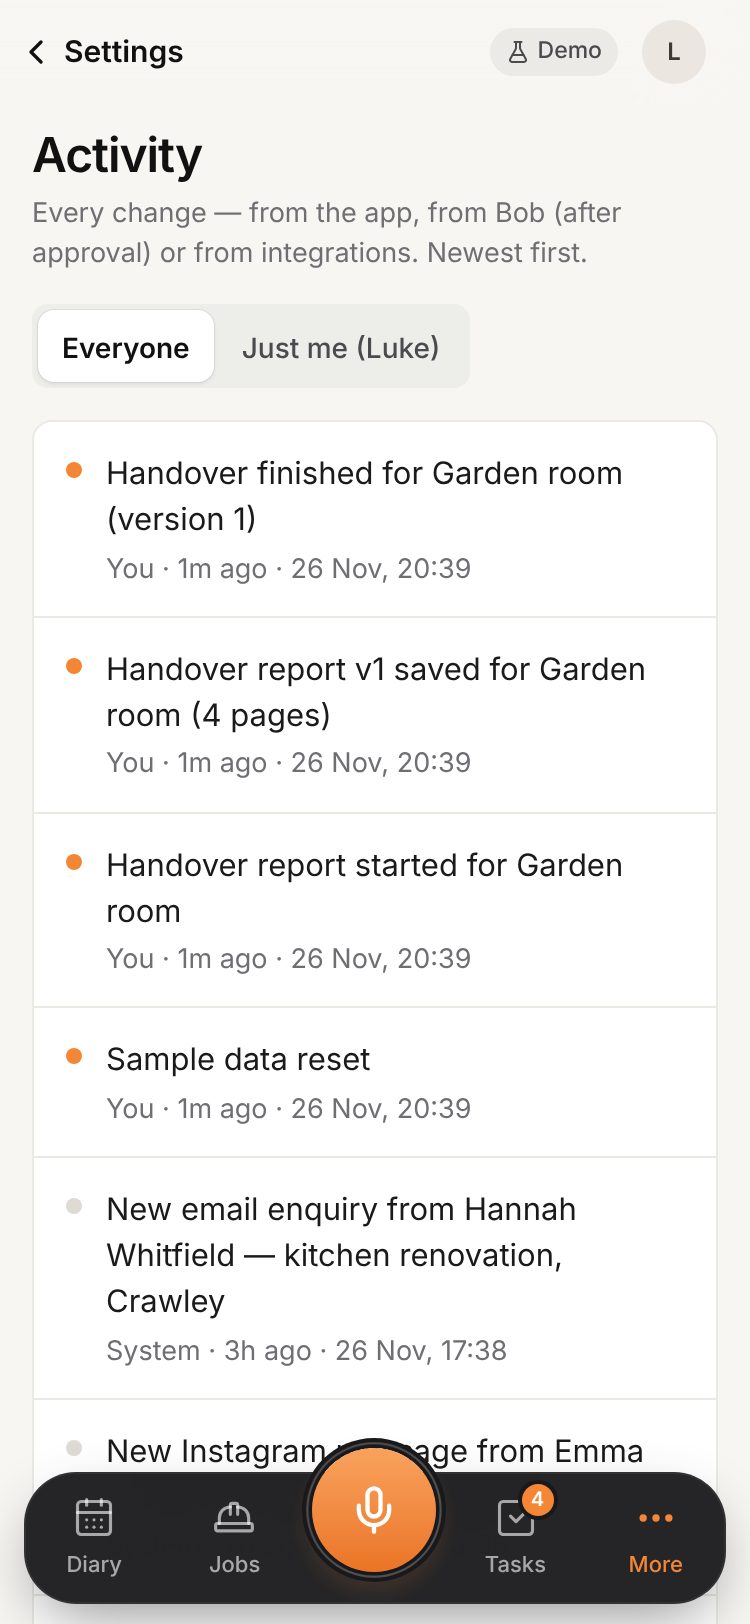 Settings
Demo
L
Activity
Every change — from the app, from Bob (after
approval) or from integrations. Newest first.
Everyone
Just me (Luke)
Handover finished for Garden room
(version 1)
You · 1m ago · 26 Nov, 20:39
Handover report v1 saved for Garden
room (4 pages)
You · 1m ago · 26 Nov, 20:39
Handover report started for Garden
room
You · 1m ago · 26 Nov, 20:39
Sample data reset
You · 1m ago · 26 Nov, 20:39
New email enquiry from Hannah
Whitfield — kitchen renovation,
Crawley
System · 3h ago · 26 Nov, 17:38
New Instagram from Emma
4
Diary
Jobs
Tasks
More